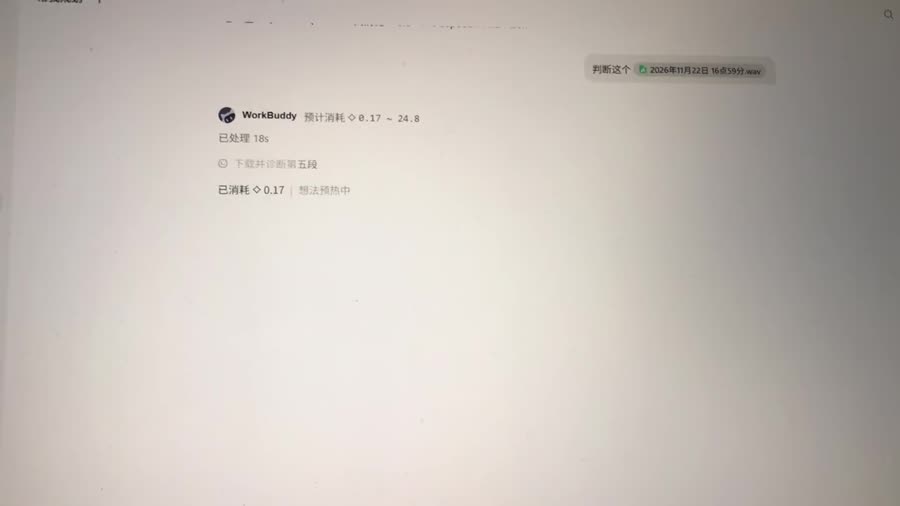 判断这个 2026年11月22日 16点59分.wav
WorkBuddy 预计消耗 0.17 ~ 24.8
已处理 18s
下载并诊断第五段
已消耗 0.17 | 想法预热中